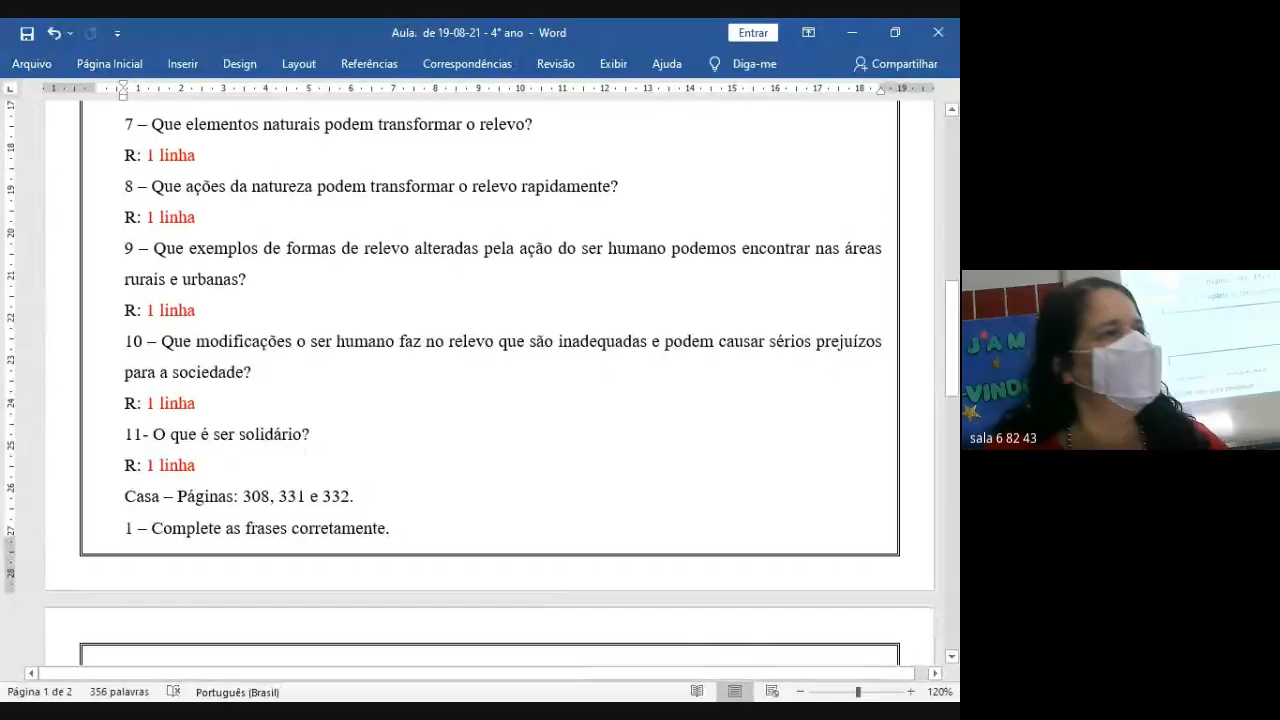 Aula. de 19-08-21 - 4° ano - Word
Entrar
Arquivo Página Inicial Inserir Design Layout Referências Correspondências Revisão Exibir Ajuda Diga-me Compartilhar
7 – Que elementos naturais podem transformar o relevo?
R: 1 linha
8 – Que ações da natureza podem transformar o relevo rapidamente?
R: 1 linha
9 – Que exemplos de formas de relevo alteradas pela ação do ser humano podemos encontrar nas áreas
rurais e urbanas?
R: 1 linha
10 – Que modificações o ser humano faz no relevo que são inadequadas e podem causar sérios prejuízos
para a sociedade?
R: 1 linha
11- O que é ser solidário?
R: 1 linha
Casa – Páginas: 308, 331 e 332.
1 – Complete as frases corretamente.
Página 1 de 2 356 palavras Português (Brasil) 120%
JAM
VINDO
sala 6 82 43